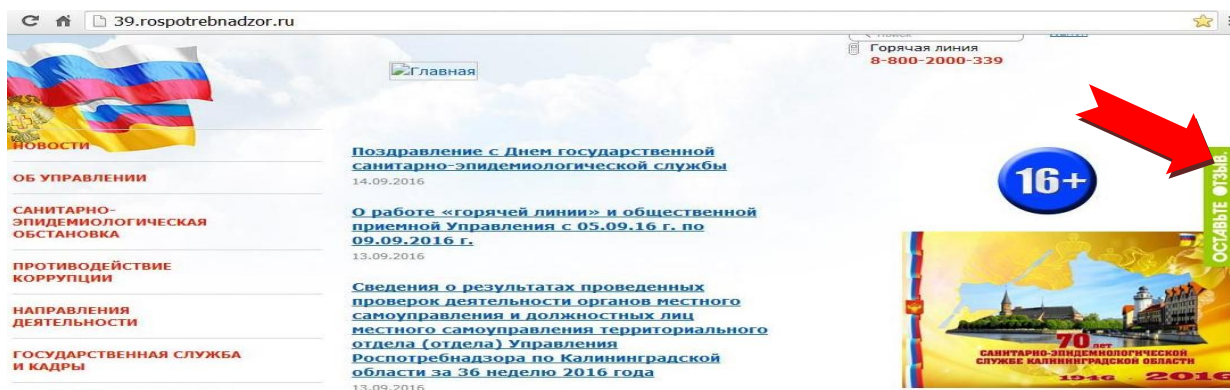 39.rospotrebnadzor.ru
Поиск
Горячая линия
8-800-2000-339
Главная
НОВОСТИ
ОБ УПРАВЛЕНИИ
САНИТАРНО-
ЭПИДЕМИОЛОГИЧЕСКАЯ
ОБСТАНОВКА
ПРОТИВОДЕЙСТВИЕ
КОРРУПЦИИ
НАПРАВЛЕНИЯ
ДЕЯТЕЛЬНОСТИ
ГОСУДАРСТВЕННАЯ СЛУЖБА
И КАДРЫ
Поздравление с Днем государственной
санитарно-эпидемиологической службы
14.09.2016
О работе «горячей линии» и общественной
приемной Управления с 05.09.16 г. по
09.09.2016 г.
13.09.2016
Сведения о результатах проведенных
проверок деятельности органов местного
самоуправления и должностных лиц
местного самоуправления территориального
отдела (отдела) Управления
Роспотребнадзора по Калининградской
области за 36 неделю 2016 года
13.09.2016
16+
ОСТАВЬТЕ ОТЗЫВ.
70 лет
САНИТАРНО-ЭПИДЕМИОЛОГИЧЕСКОЙ
СЛУЖБЕ КАЛИНИНГРАДСКОЙ ОБЛАСТИ
1946 - 2016